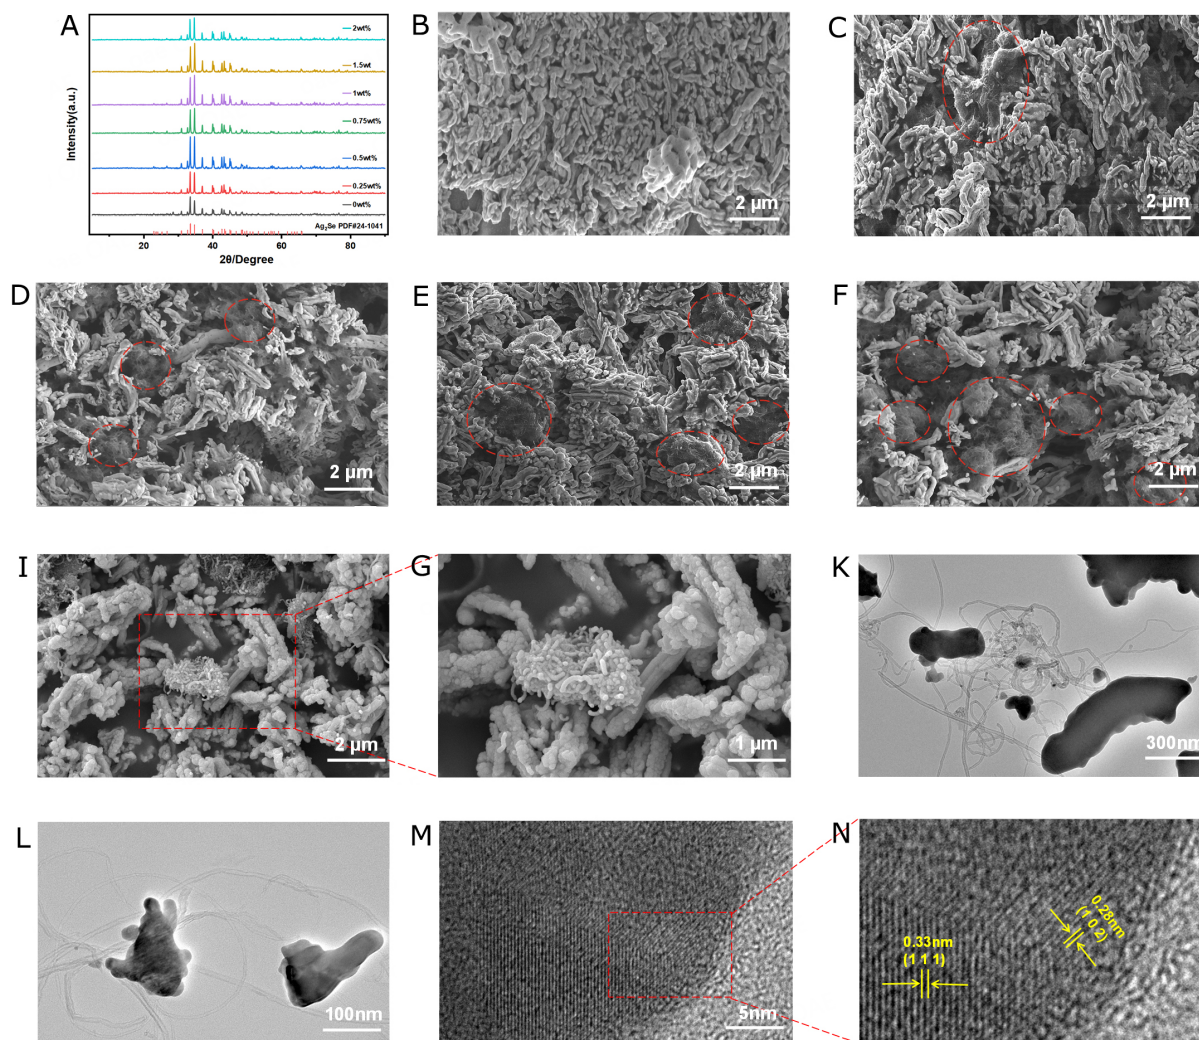 A
2wt%
1.5wt
1wt%
0.75wt%
0.5wt%
0.25wt%
0wt%
Ag2Se PDF#24-1041
Intensity(a.u.)
20 40 60 80
2θ/Degree
B
2 μm
C
2 μm
D
2 μm
E
2 μm
F
2 μm
I
2 μm
G
1 μm
K
300nm
L
100nm
M
5nm
N
0.33nm
(1 1 1)
0.28nm
(1 0 2)